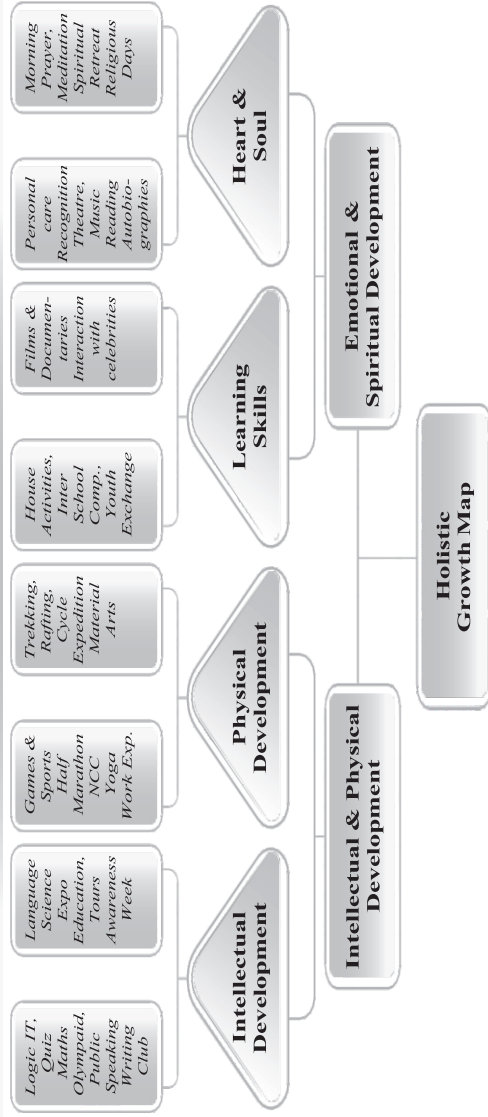 Holistic
Growth Map
Intellectual & Physical
Development
Emotional &
Spiritual Development
Intellectual
Development
Physical
Development
Learning
Skills
Heart &
Soul
Logic IT,
Quiz
Maths
Olympaid,
Public
Speaking
Writing
Club
Language
Science
Expo
Education,
Tours
Awareness
Week
Games &
Sports
Half
Marathon
NCC
Yoga
Work Exp.
Trekking,
Rafting,
Cycle
Expedition
Material
Arts
House
Activities,
Inter
School
Comp.,
Youth
Exchange
Films &
Documen-
taries
Interaction
with
celebrities
Personal
care
Recognition
Theatre,
Music
Reading
Autobio-
graphies
Morning
Prayer,
Meditation
Spiritual
Retreat
Religious
Days